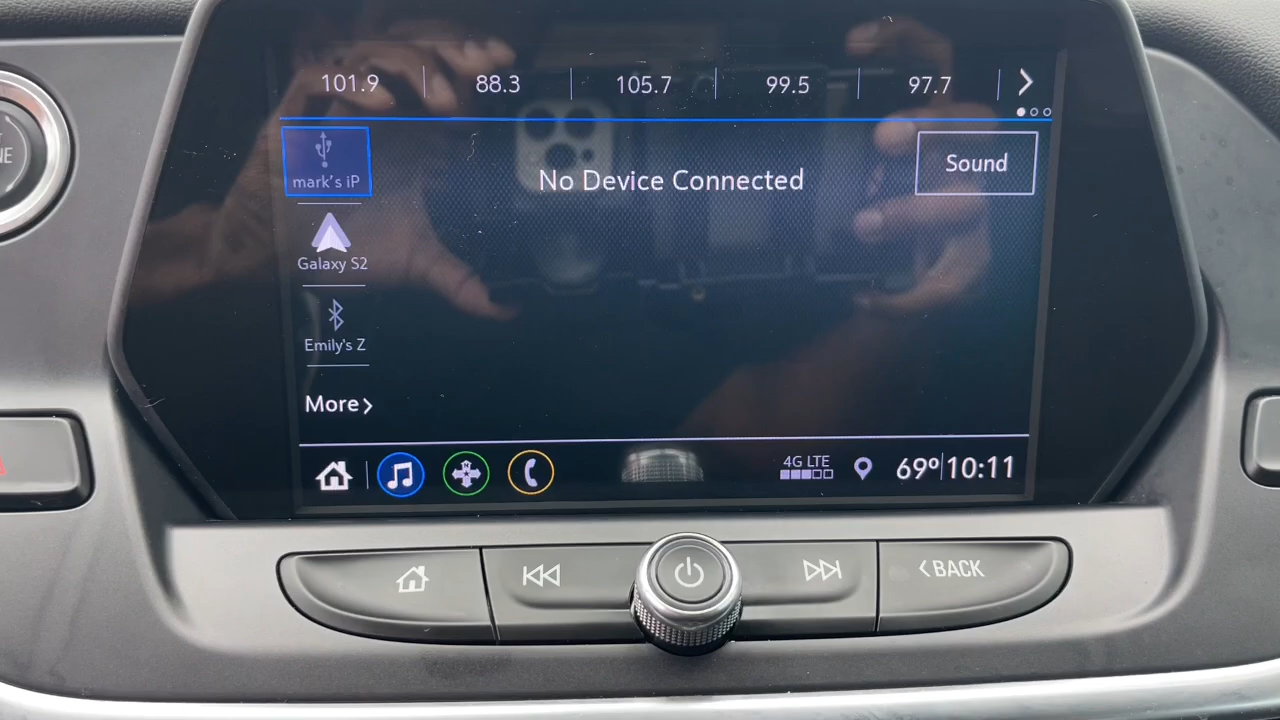 101.9 88.3 105.7 99.5 97.7
mark's iP
No Device Connected
Sound
Galaxy S2
Emily's Z
More
4G LTE
69° 10:11
NE
BACK